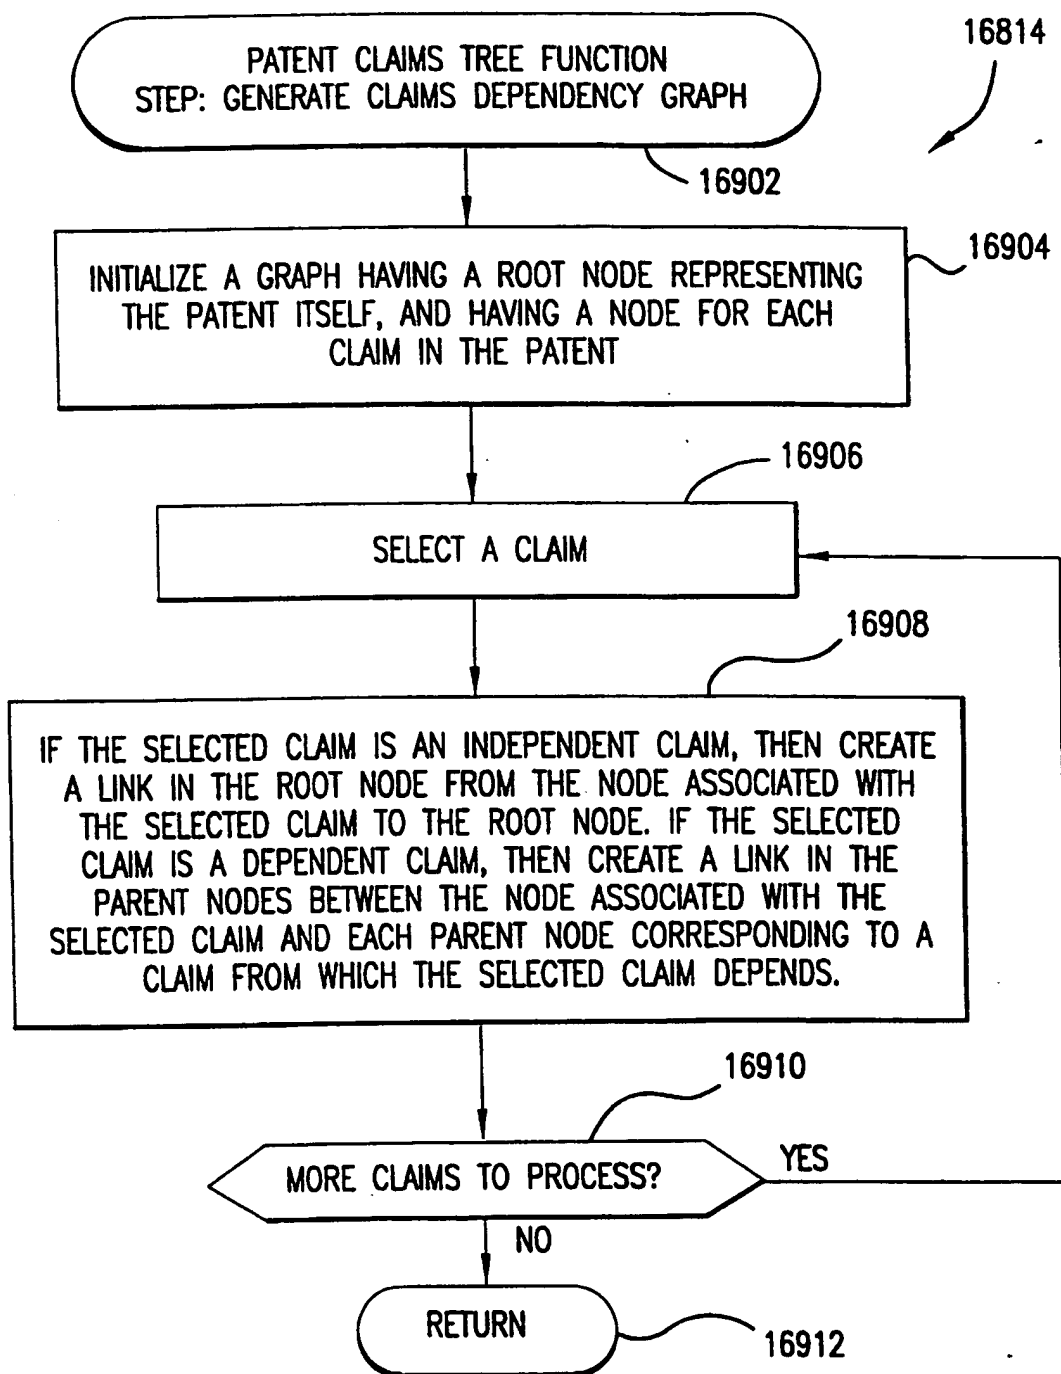 16814
PATENT CLAIMS TREE FUNCTION
STEP: GENERATE CLAIMS DEPENDENCY GRAPH
16902
16904
INITIALIZE A GRAPH HAVING A ROOT NODE REPRESENTING
THE PATENT ITSELF, AND HAVING A NODE FOR EACH
CLAIM IN THE PATENT
16906
SELECT A CLAIM
16908
IF THE SELECTED CLAIM IS AN INDEPENDENT CLAIM, THEN CREATE
A LINK IN THE ROOT NODE FROM THE NODE ASSOCIATED WITH
THE SELECTED CLAIM TO THE ROOT NODE. IF THE SELECTED
CLAIM IS A DEPENDENT CLAIM, THEN CREATE A LINK IN THE
PARENT NODES BETWEEN THE NODE ASSOCIATED WITH THE
SELECTED CLAIM AND EACH PARENT NODE CORRESPONDING TO A
CLAIM FROM WHICH THE SELECTED CLAIM DEPENDS.
16910
MORE CLAIMS TO PROCESS?
YES
NO
RETURN
16912